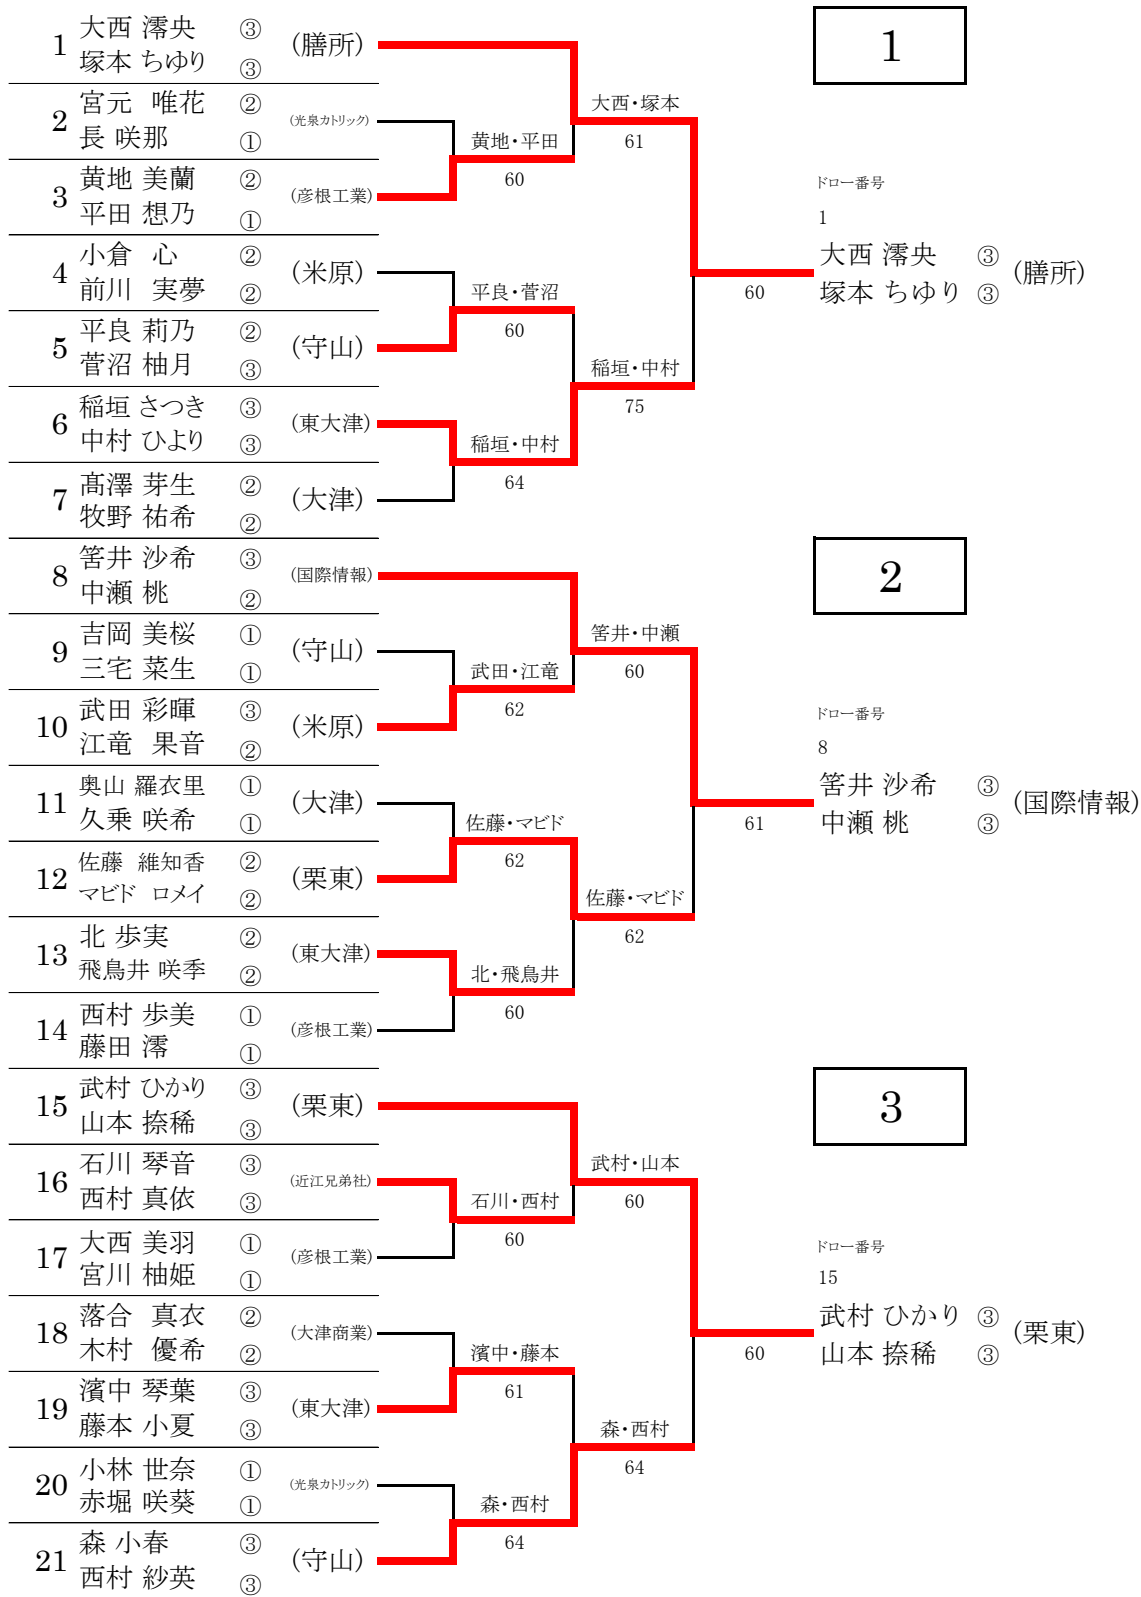 1 大西 澪央 ③ (膳所)
塚本 ちゆり ③
2 宮元 唯花 ② (光泉カトリック)
長 咲那 ①
3 黄地 美蘭 ② (彦根工業)
平田 想乃 ①
4 小倉 心 ② (米原)
前川 実夢 ②
5 平良 莉乃 ② (守山)
菅沼 柚月 ③
6 稲垣 さつき ③ (東大津)
中村 ひより ③
7 髙澤 芽生 ② (大津)
牧野 祐希 ②
8 筈井 沙希 ③ (国際情報)
中瀬 桃 ②
9 吉岡 美桜 ① (守山)
三宅 菜生 ①
10 武田 彩暉 ③ (米原)
江竜 果音 ②
11 奥山 羅衣里 ① (大津)
久乗 咲希 ①
12 佐藤 維知香 ② (栗東)
マビド ロメイ ②
13 北 歩実 ② (東大津)
飛鳥井 咲季 ②
14 西村 歩美 ① (彦根工業)
藤田 澪 ①
15 武村 ひかり ③ (栗東)
山本 捺稀 ③
16 石川 琴音 ③ (近江兄弟社)
西村 真依 ③
17 大西 美羽 ① (彦根工業)
宮川 柚姫 ①
18 落合 真衣 ② (大津商業)
木村 優希 ②
19 濱中 琴葉 ③ (東大津)
藤本 小夏 ③
20 小林 世奈 ① (光泉カトリック)
赤堀 咲葵 ①
21 森 小春 ③ (守山)
西村 紗英 ③
黄地・平田
60
平良・菅沼
60
稲垣・中村
64
武田・江竜
62
佐藤・マビド
62
北・飛鳥井
60
石川・西村
60
濱中・藤本
61
森・西村
64
大西・塚本
61
稲垣・中村
75
筈井・中瀬
60
佐藤・マビド
62
武村・山本
60
森・西村
64
60
61
60
1
ドロー番号
1
大西 澪央 ③ (膳所)
塚本 ちゆり ③
2
ドロー番号
8
筈井 沙希 ③ (国際情報)
中瀬 桃 ③
3
ドロー番号
15
武村 ひかり ③ (栗東)
山本 捺稀 ③